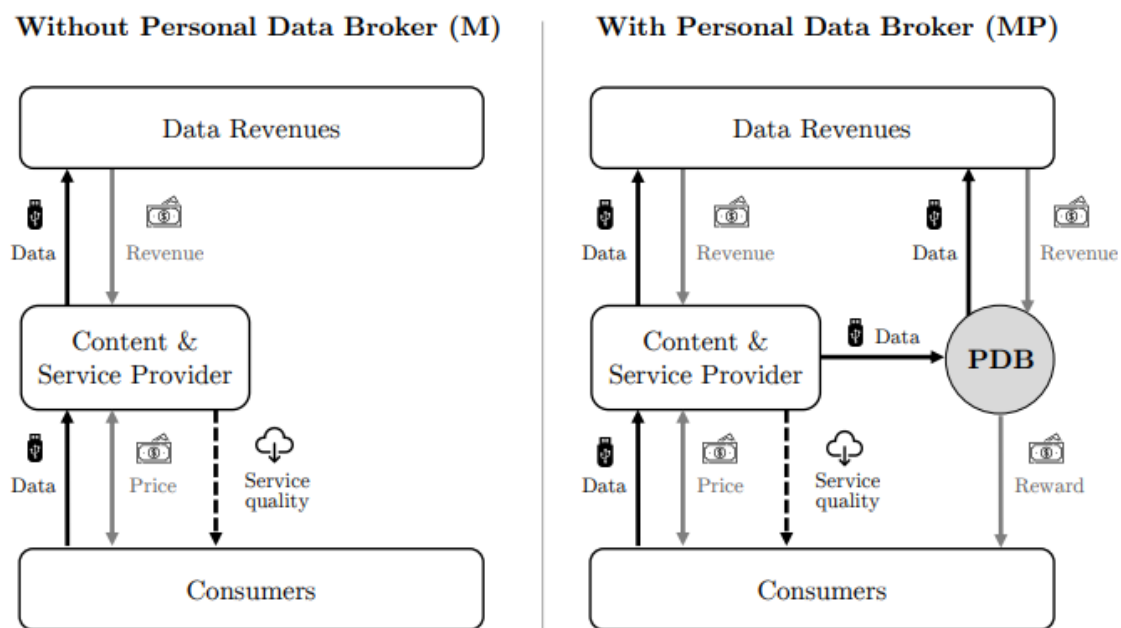 Without Personal Data Broker (M)
Data Revenues
Data
Revenue
Content &
Service Provider
Data
Price
Service
quality
Consumers
With Personal Data Broker (MP)
Data Revenues
Data
Revenue
Data
Revenue
Content &
Service Provider
Data
PDB
Data
Price
Service
quality
Reward
Consumers